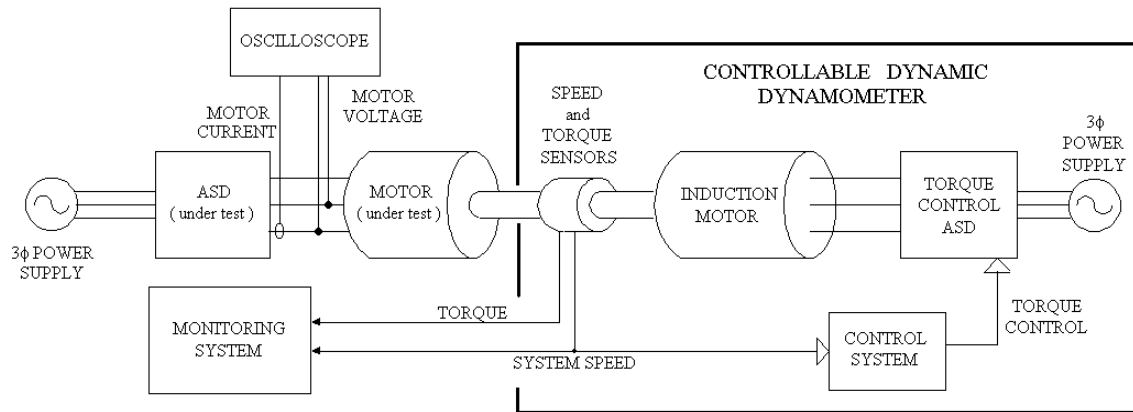 OSCILLOSCOPE
CONTROLLABLE DYNAMIC
DYNAMOMETER
MOTOR
CURRENT
MOTOR
VOLTAGE
SPEED
and
TORQUE
SENSORS
3ϕ
POWER
SUPPLY
ASD
( under test )
MOTOR
( under test )
INDUCTION
MOTOR
TORQUE
CONTROL
ASD
3ϕ POWER
SUPPLY
MONITORING
SYSTEM
TORQUE
SYSTEM SPEED
CONTROL
SYSTEM
TORQUE
CONTROL